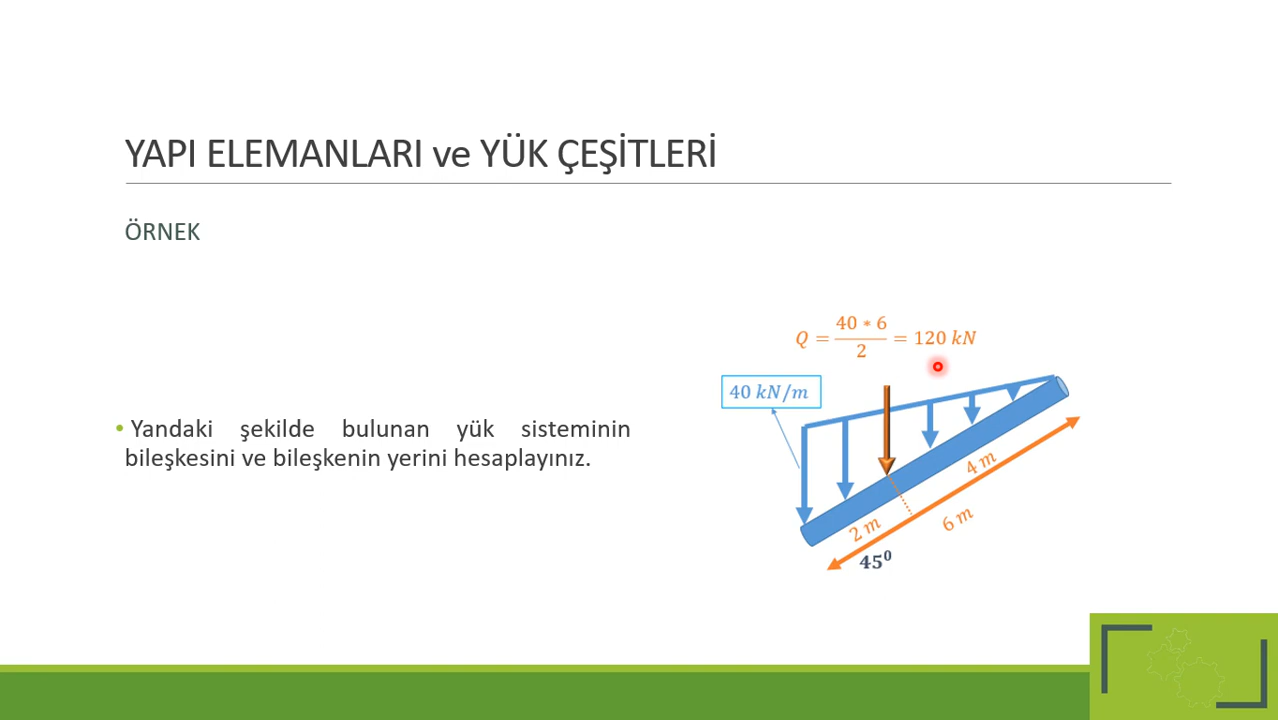 YAPI ELEMANLARI ve YÜK ÇEŞİTLERİ
ÖRNEK
• Yandaki şekilde bulunan yük sisteminin
bileşkesini ve bileşkenin yerini hesaplayınız.
Q = 40 * 6 / 2 = 120 kN
40 kN/m
4 m
2 m
6 m
45⁰